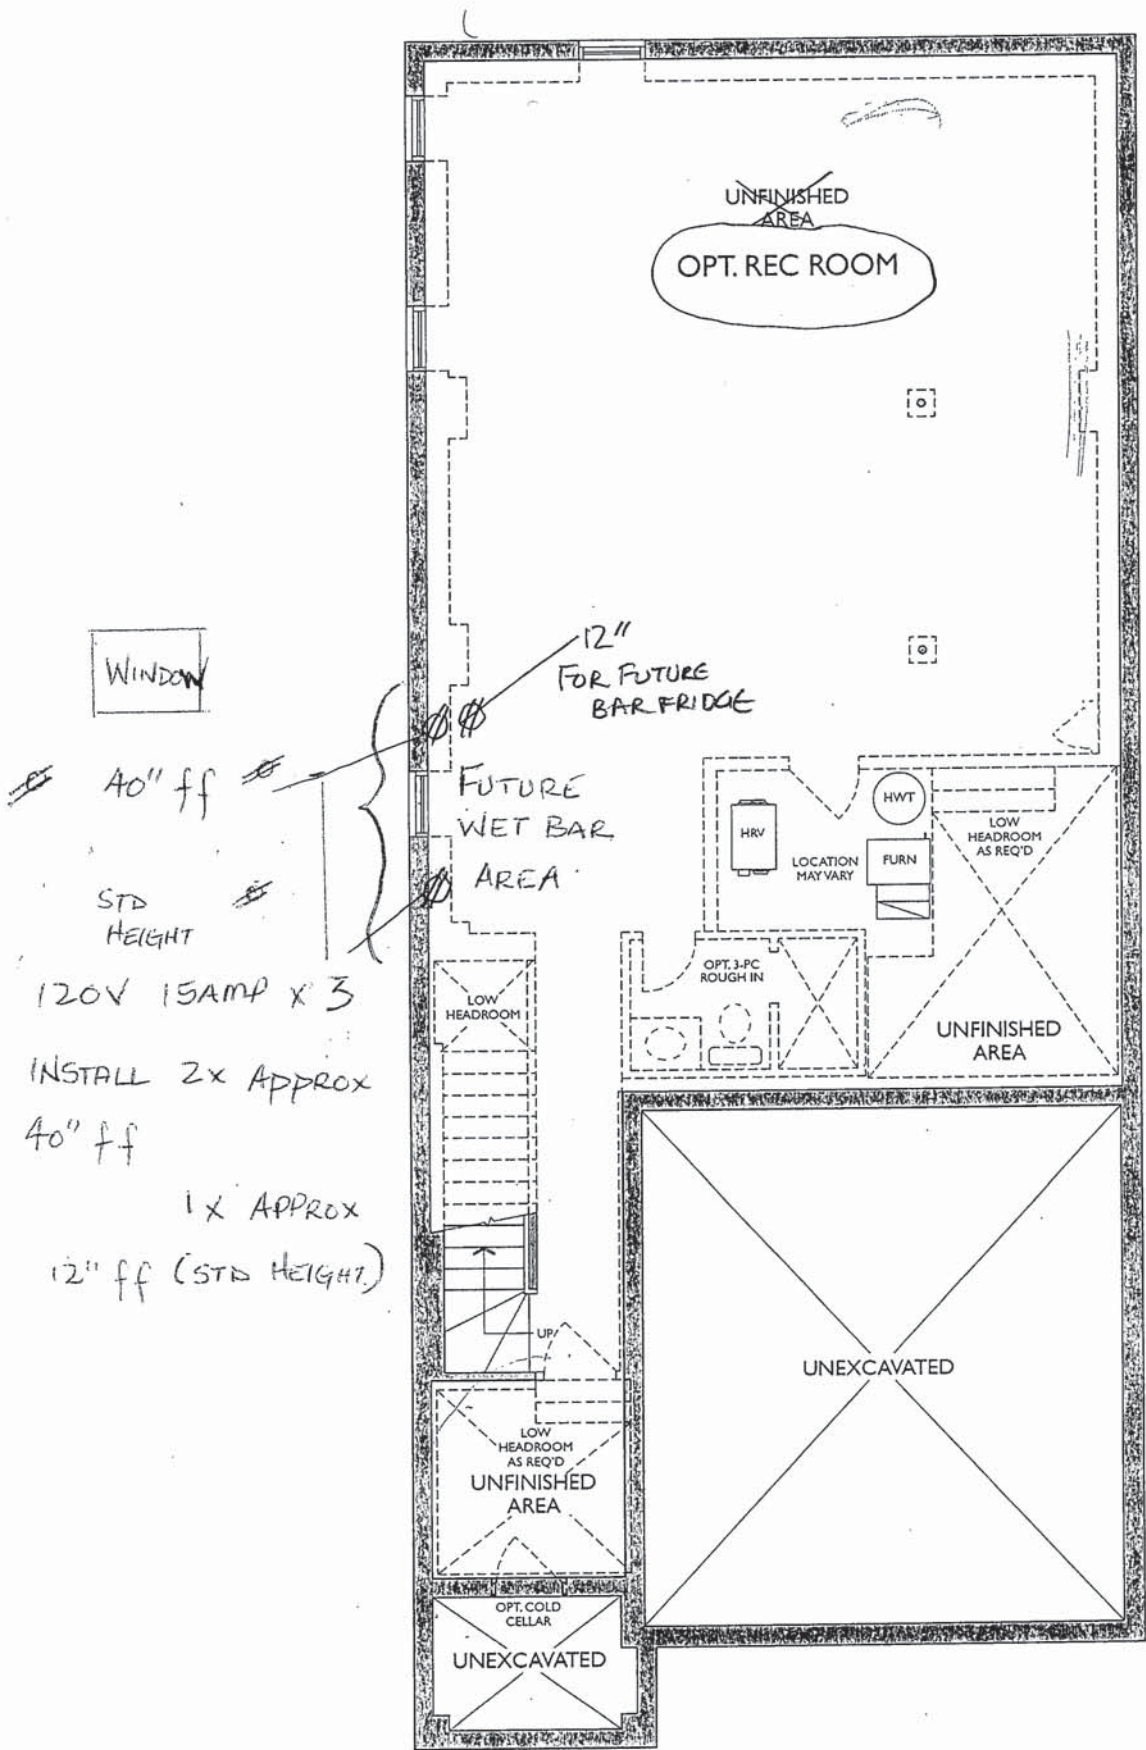 UNFINISHED
AREA
OPT. REC ROOM
12"
FOR FUTURE
BAR FRIDGE
WINDOW
40" ff
STD
HEIGHT
FUTURE
WET BAR
AREA
120V 15AMP x 3
INSTALL 2x APPROX
40" ff
1 x APPROX
12" ff (STD HEIGHT)
HRV
LOCATION
MAY VARY
HWT
FURN
LOW
HEADROOM
AS REQ'D
OPT. 3-PC
ROUGH IN
UNFINISHED
AREA
LOW
HEADROOM
UP
UNEXCAVATED
LOW
HEADROOM
AS REQ'D
UNFINISHED
AREA
OPT. COLD
CELLAR
UNEXCAVATED